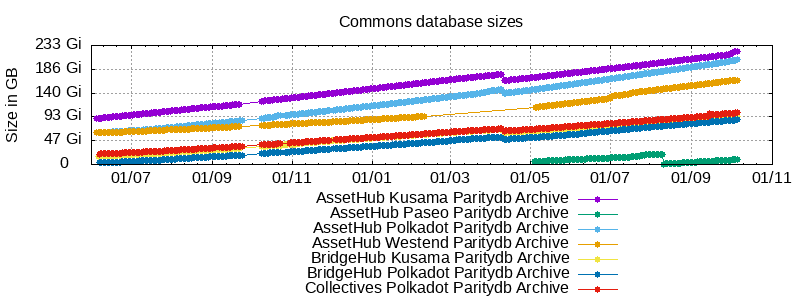 Commons database sizes
Size in GB
233 Gi
186 Gi
140 Gi
93 Gi
47 Gi
0
01/07 01/09 01/11 01/01 01/03 01/05 01/07 01/09 01/11
AssetHub Kusama Paritydb Archive
AssetHub Paseo Paritydb Archive
AssetHub Polkadot Paritydb Archive
AssetHub Westend Paritydb Archive
BridgeHub Kusama Paritydb Archive
BridgeHub Polkadot Paritydb Archive
Collectives Polkadot Paritydb Archive